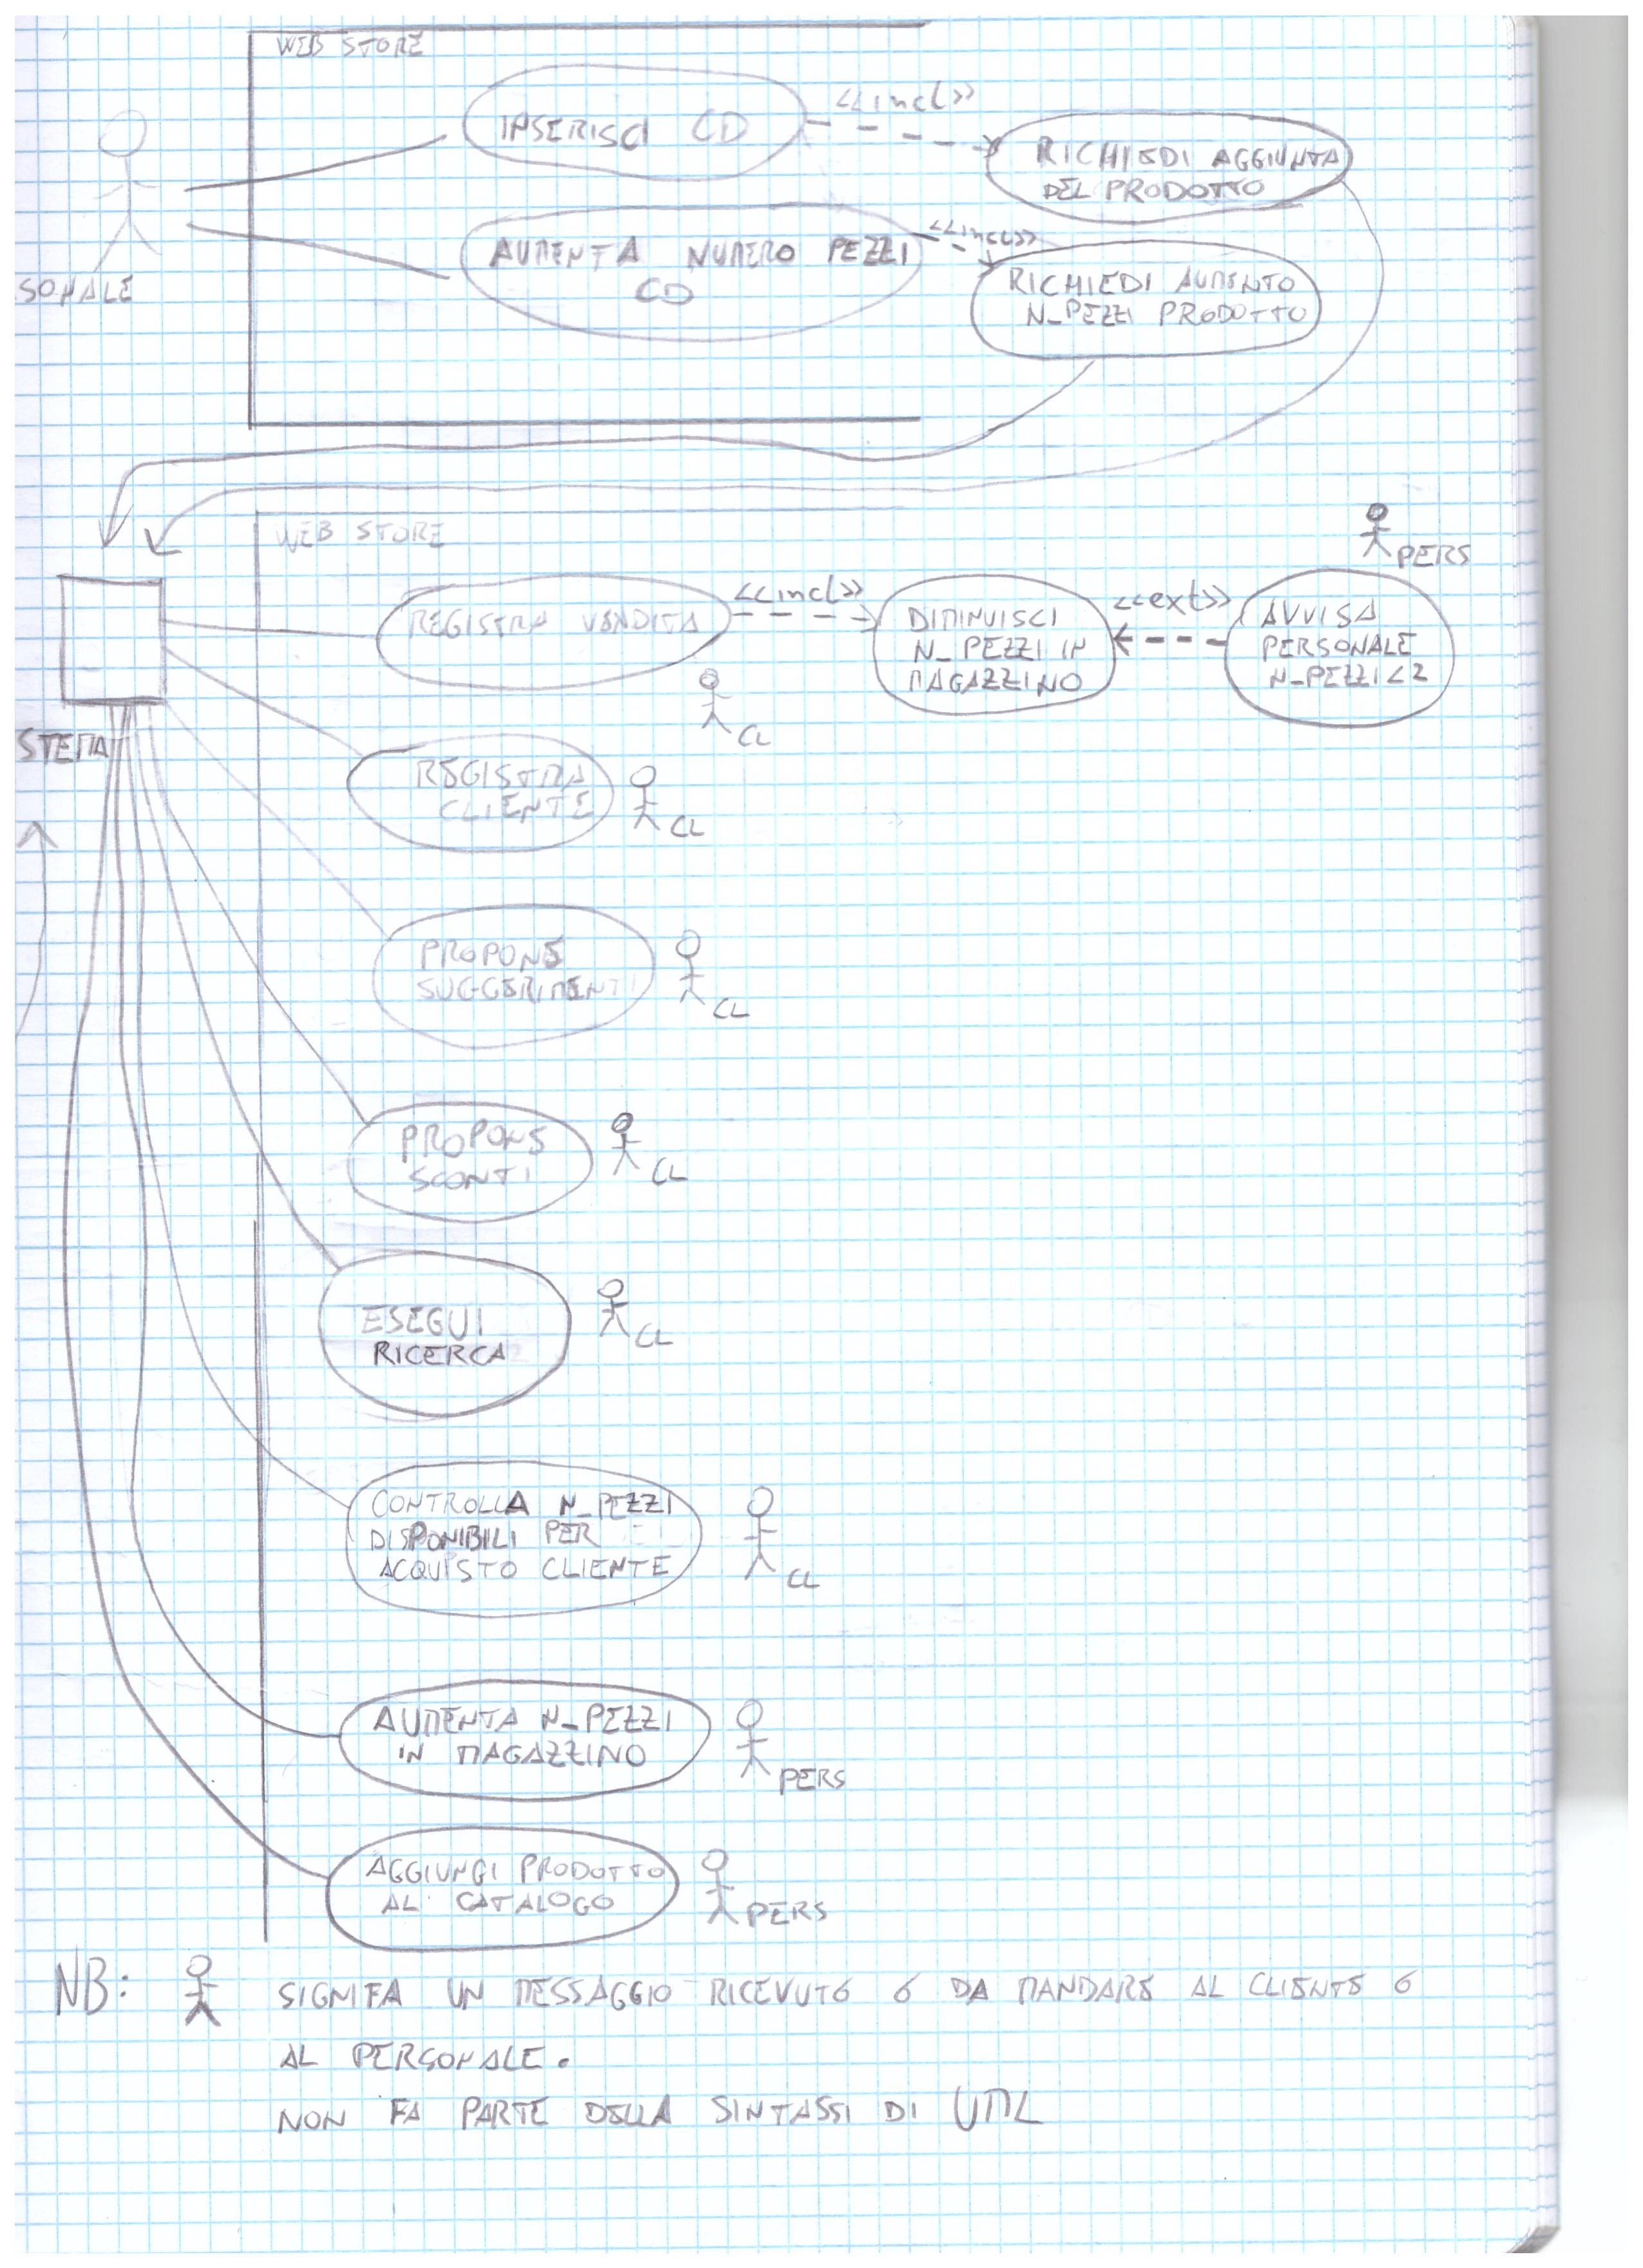 WEB STORE
INSERISCI CD
<<incl>>
RICHIEDI AGGIUNTA
DEL PRODOTTO
AUMENTA NUMERO PEZZI
CD
<<incl>>
RICHIEDI AUMENTO
N_PEZZI PRODOTTO
SONALE
WEB STORE
PERS
REGISTRA VENDITA
<<incl>>
DIMINUISCI
N_PEZZI IN
MAGAZZINO
<<ext>>
AVVISA
PERSONALE
N_PEZZI<2
CL
STEMA
REGISTRA
CLIENTE
CL
PROPONE
SUGGERIMENTI
CL
PROPONE
SCONTI
CL
ESEGUI
RICERCA
CL
CONTROLLA N_PEZZI
DISPONIBILI PER
ACQUISTO CLIENTE
CL
AUMENTA N_PEZZI
IN MAGAZZINO
PERS
AGGIUNGI PRODOTTO
AL CATALOGO
PERS
NB: SIGNIFA UN MESSAGGIO RICEVUTO O DA MANDARE AL CLIENTE O
AL PERSONALE.
NON FA PARTE DELLA SINTASSI DI UML